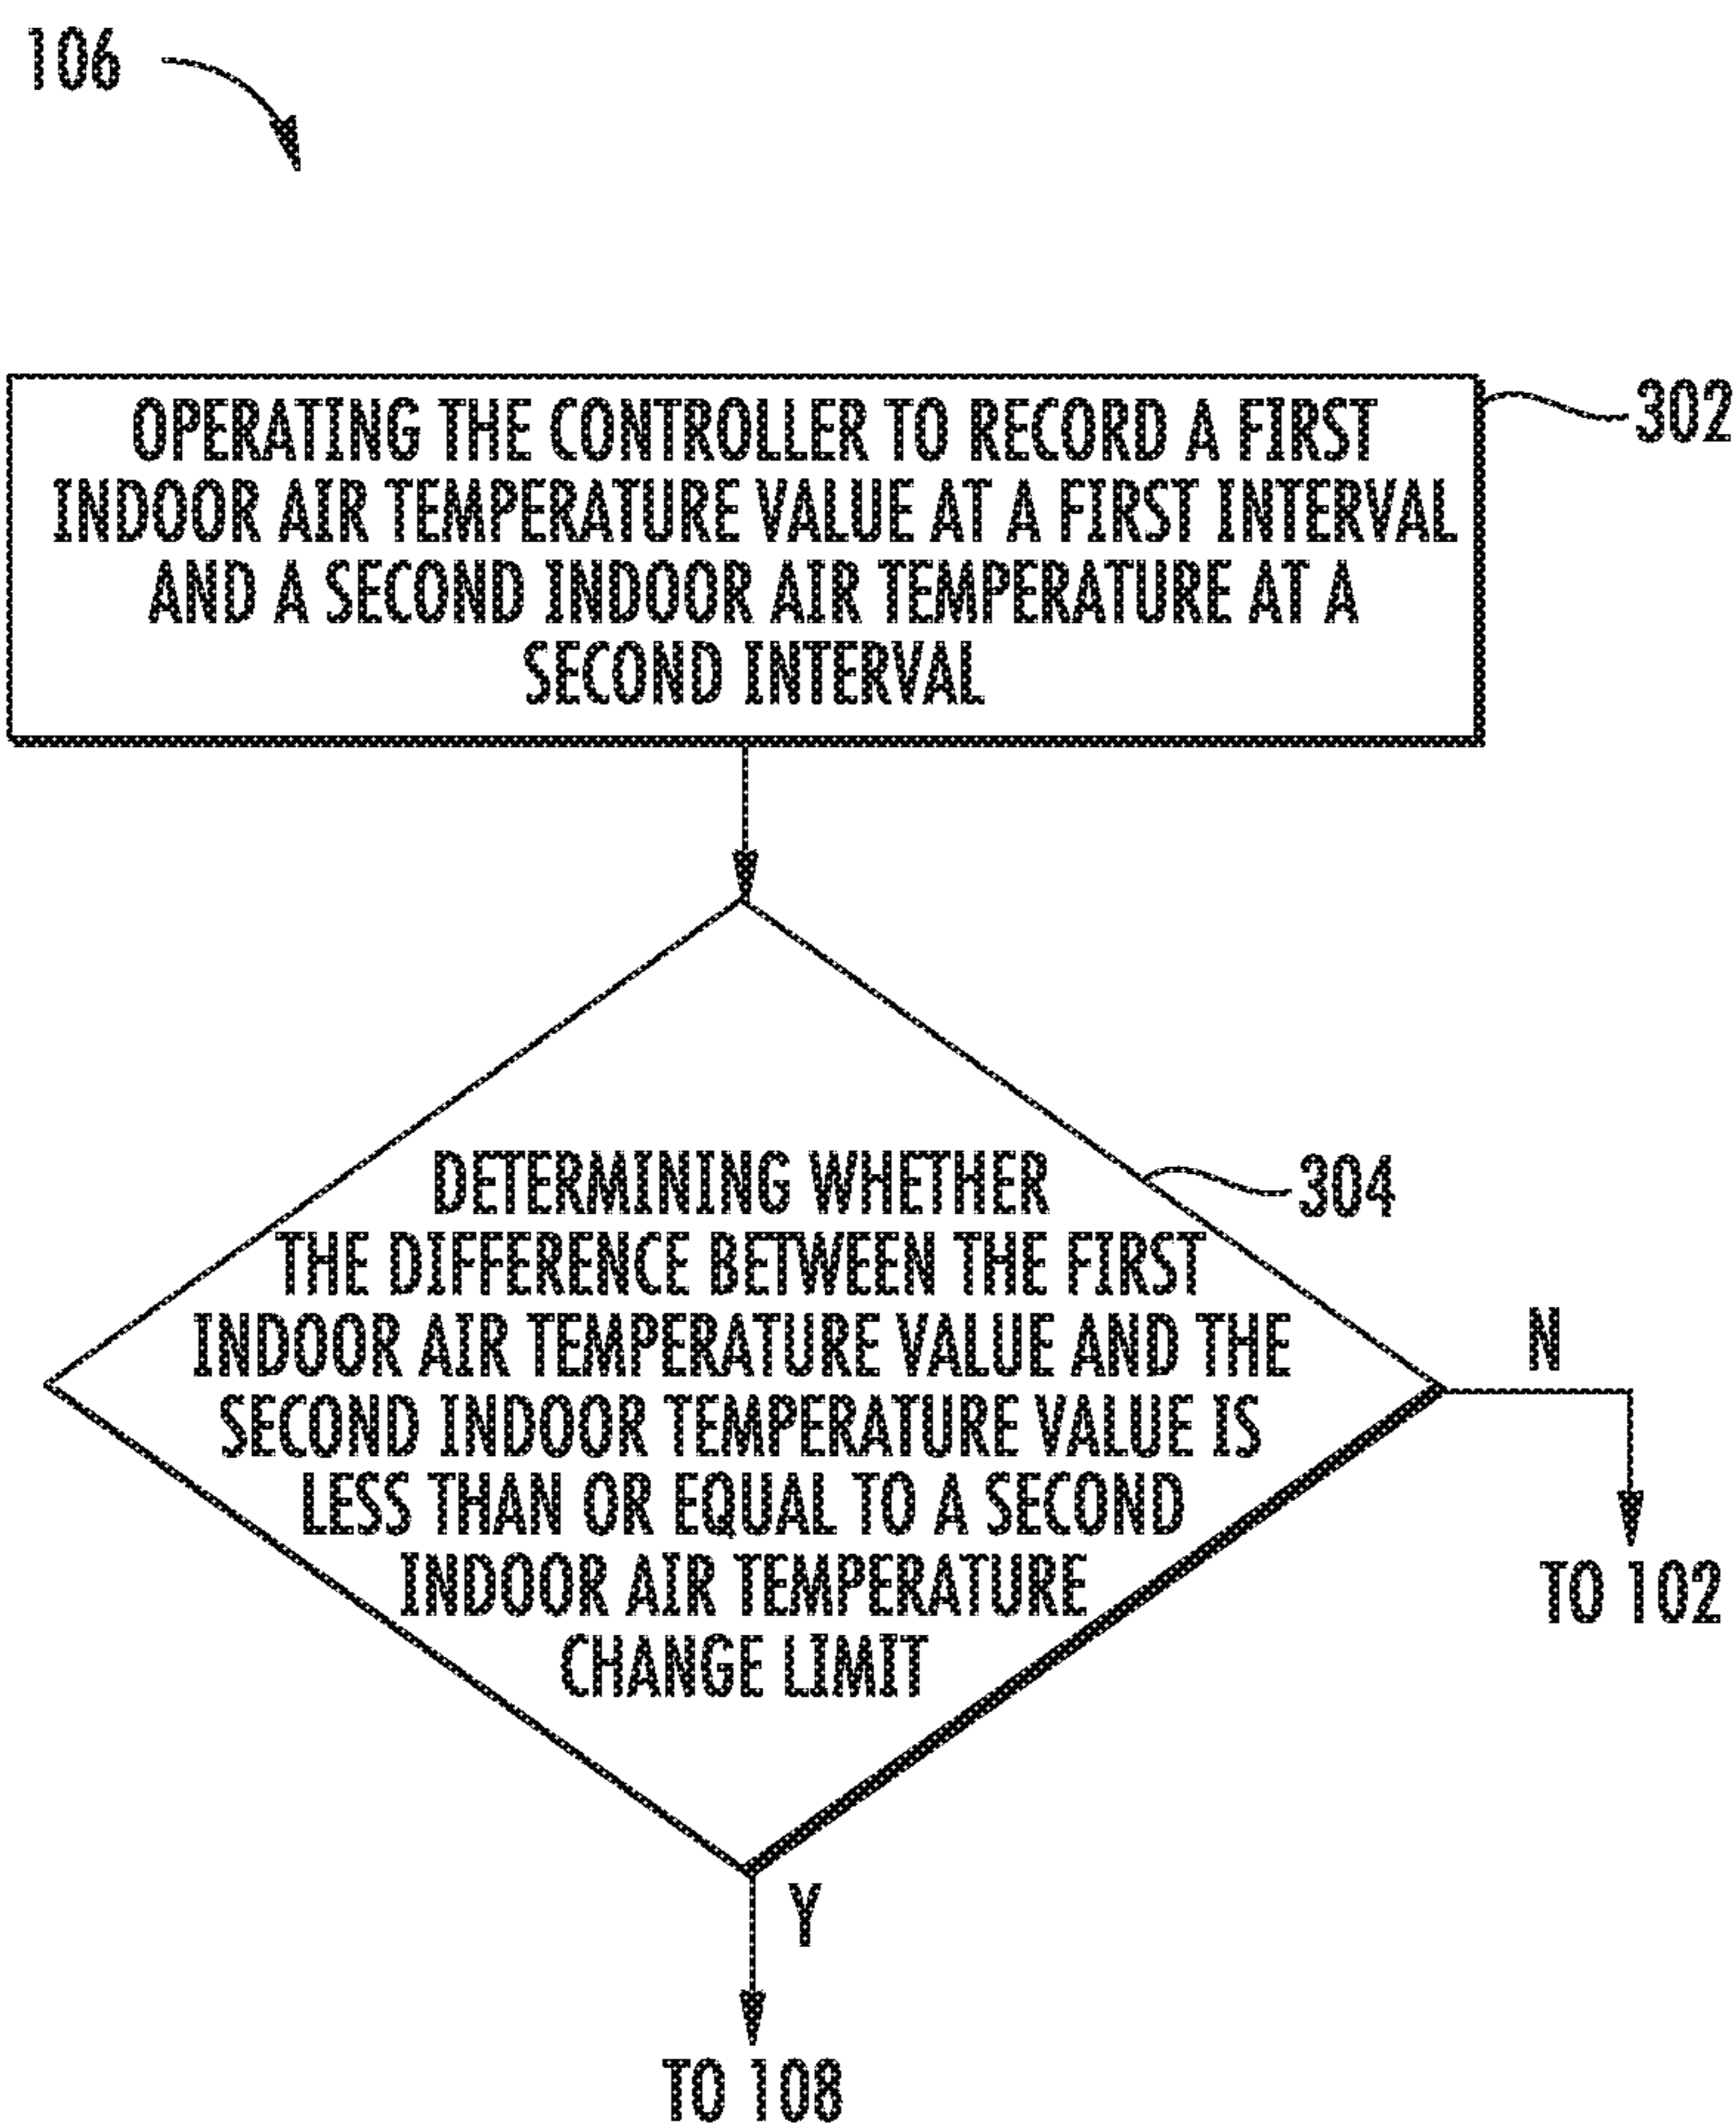 106
OPERATING THE CONTROLLER TO RECORD A FIRST
INDOOR AIR TEMPERATURE VALUE AT A FIRST INTERVAL
AND A SECOND INDOOR AIR TEMPERATURE AT A
SECOND INTERVAL
302
DETERMINING WHETHER
THE DIFFERENCE BETWEEN THE FIRST
INDOOR AIR TEMPERATURE VALUE AND THE
SECOND INDOOR TEMPERATURE VALUE IS
LESS THAN OR EQUAL TO A SECOND
INDOOR AIR TEMPERATURE
CHANGE LIMIT
304
N
TO 102
Y
TO 108